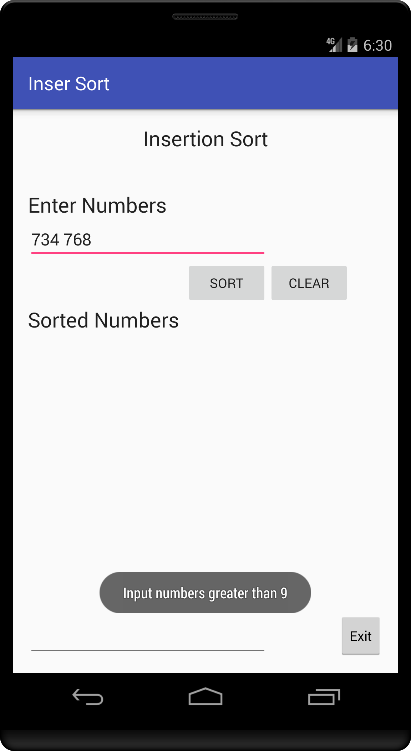 4G 6:30
Inser Sort
Insertion Sort
Enter Numbers
734 768
SORT CLEAR
Sorted Numbers
Input numbers greater than 9
Exit